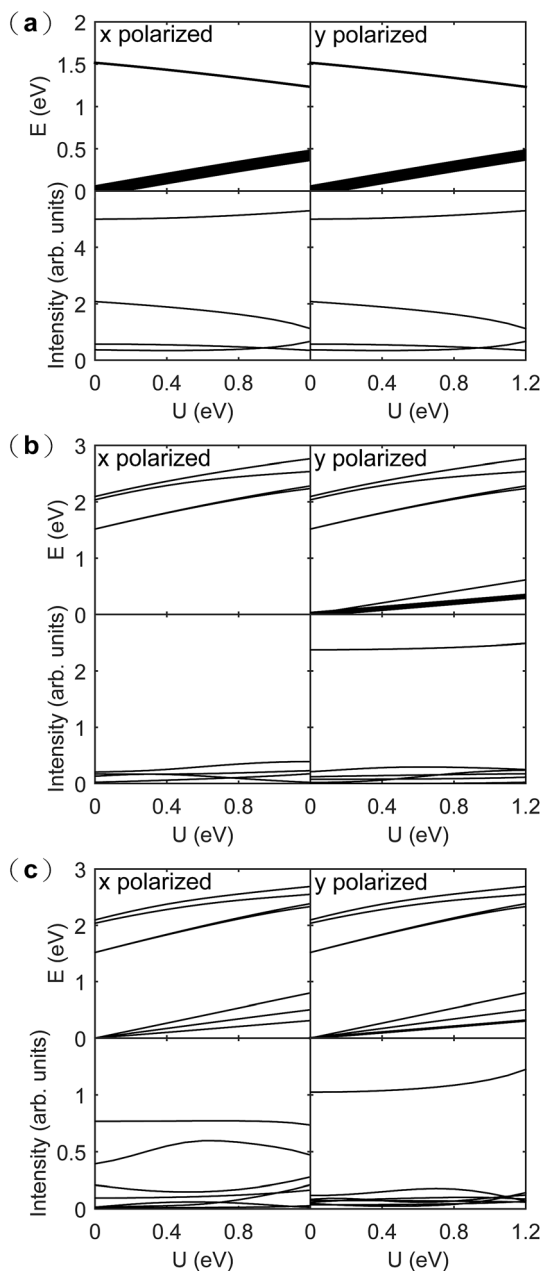 (a)
x polarized
y polarized
2
1.5
1
0.5
0
E (eV)
4
2
0
Intensity (arb. units)
0 0.4 0.8 0 0.4 0.8 1.2
U (eV) U (eV)
(b)
x polarized
y polarized
3
2
1
0
E (eV)
4
2
0
Intensity (arb. units)
0 0.4 0.8 0 0.4 0.8 1.2
U (eV) U (eV)
(c)
x polarized
y polarized
3
2
1
0
E (eV)
1
0.5
0
Intensity (arb. units)
0 0.4 0.8 0 0.4 0.8 1.2
U (eV) U (eV)